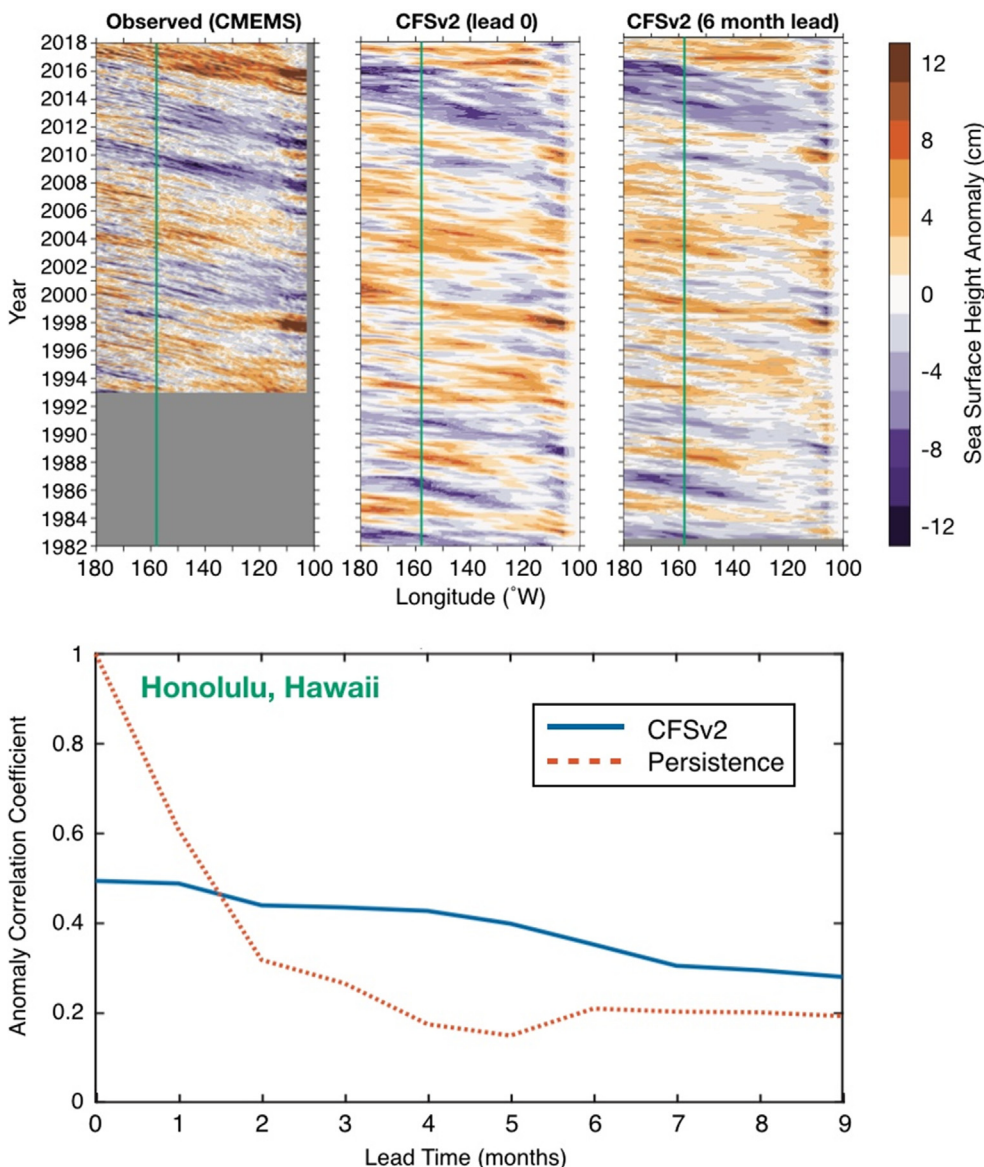 Observed (CMEMS)
CFSv2 (lead 0)
CFSv2 (6 month lead)
2018
2016
2014
2012
2010
2008
2006
2004
2002
2000
1998
1996
1994
1992
1990
1988
1986
1984
1982
Year
180 160 140 120 100
180 160 140 120 100
180 160 140 120 100
Longitude (°W)
12
8
4
0
-4
-8
-12
Sea Surface Height Anomaly (cm)
Honolulu, Hawaii
CFSv2
Persistence
1
0.8
0.6
0.4
0.2
0
Anomaly Correlation Coefficient
0 1 2 3 4 5 6 7 8 9
Lead Time (months)